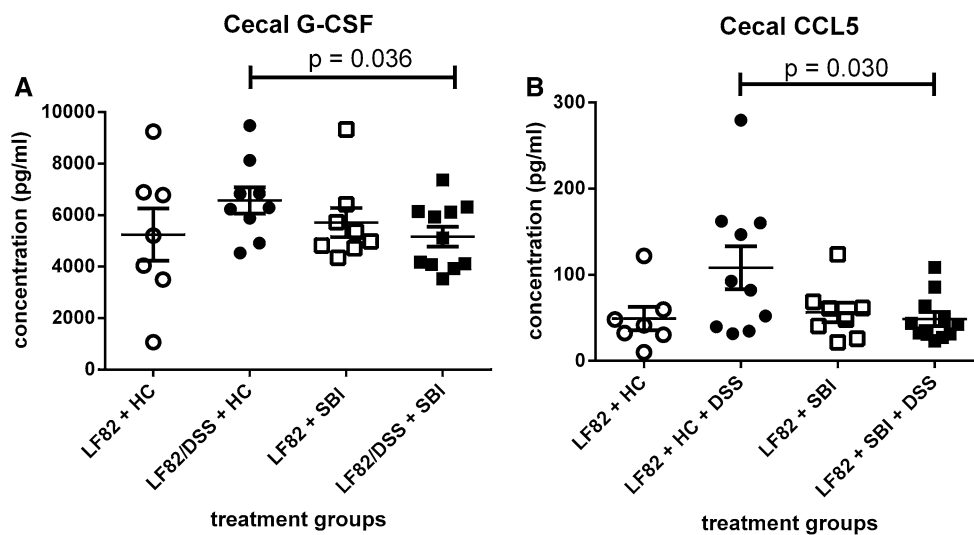 Cecal G-CSF
A
p = 0.036
concentration (pg/ml)
10000
8000
6000
4000
2000
0
LF82 + HC
LF82/DSS + HC
LF82 + SBI
LF82/DSS + SBI
treatment groups
Cecal CCL5
B
p = 0.030
concentration (pg/ml)
300
200
100
0
LF82 + HC
LF82 + HC + DSS
LF82 + SBI
LF82 + SBI + DSS
treatment groups